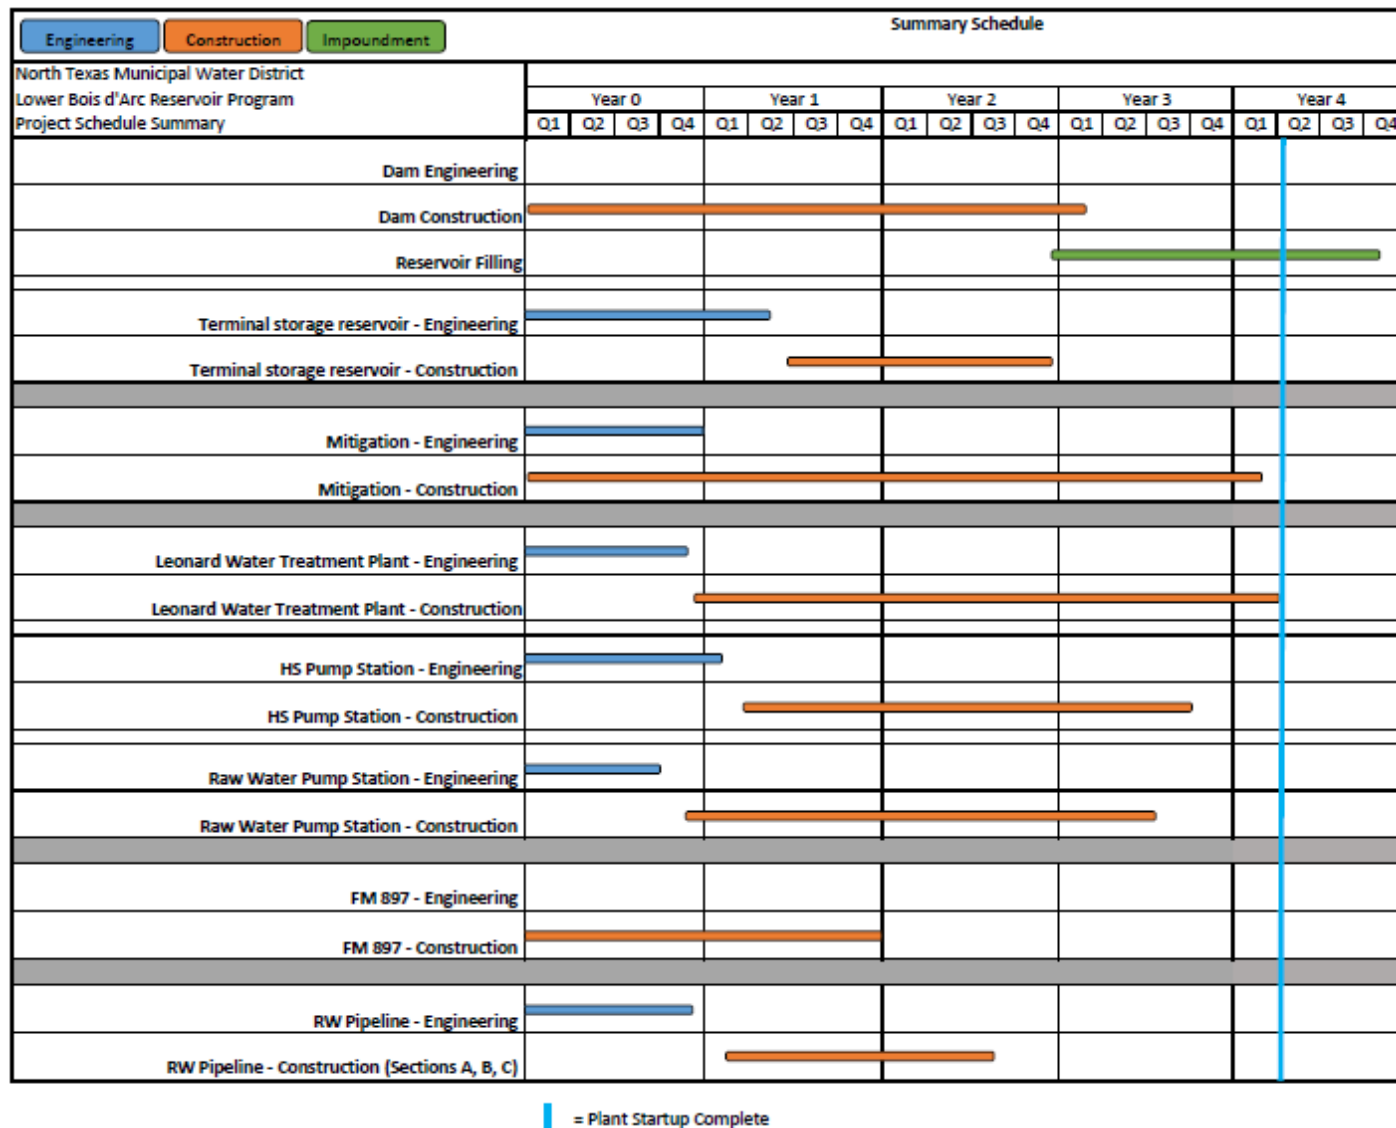 Summary Schedule
Engineering Construction Impoundment
North Texas Municipal Water District
Lower Bois d'Arc Reservoir Program Year 0 Year 1 Year 2 Year 3 Year 4
Project Schedule Summary Q1 Q2 Q3 Q4 Q1 Q2 Q3 Q4 Q1 Q2 Q3 Q4 Q1 Q2 Q3 Q4 Q1 Q2 Q3 Q4
Dam Engineering
Dam Construction
Reservoir Filling
Terminal storage reservoir - Engineering
Terminal storage reservoir - Construction
Mitigation - Engineering
Mitigation - Construction
Leonard Water Treatment Plant - Engineering
Leonard Water Treatment Plant - Construction
HS Pump Station - Engineering
HS Pump Station - Construction
Raw Water Pump Station - Engineering
Raw Water Pump Station - Construction
FM 897 - Engineering
FM 897 - Construction
RW Pipeline - Engineering
RW Pipeline - Construction (Sections A, B, C)
= Plant Startup Complete